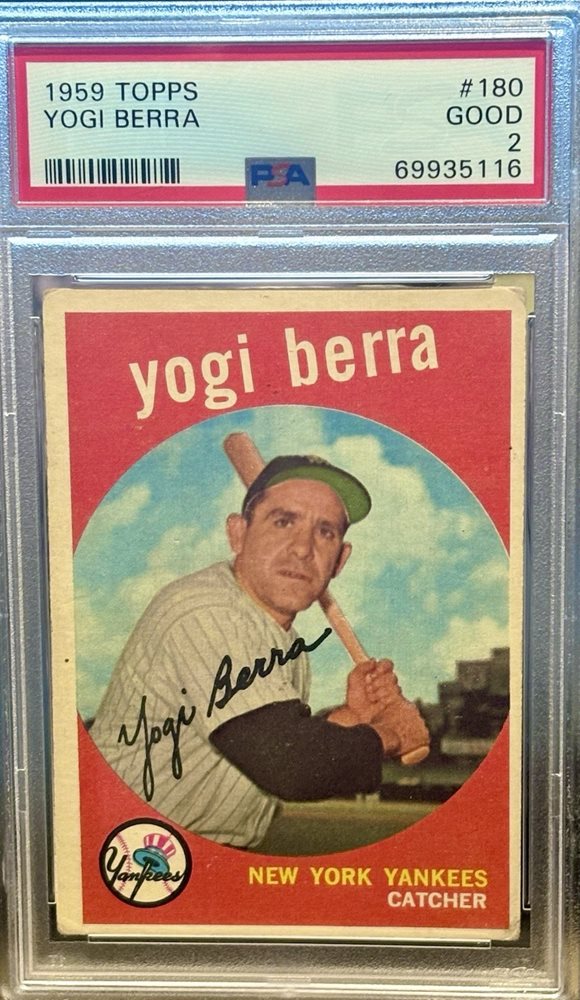 1959 TOPPS #180
YOGI BERRA GOOD
2
PSA 69935116
yogi berra
Yogi Berra
Yankees
NEW YORK YANKEES
CATCHER